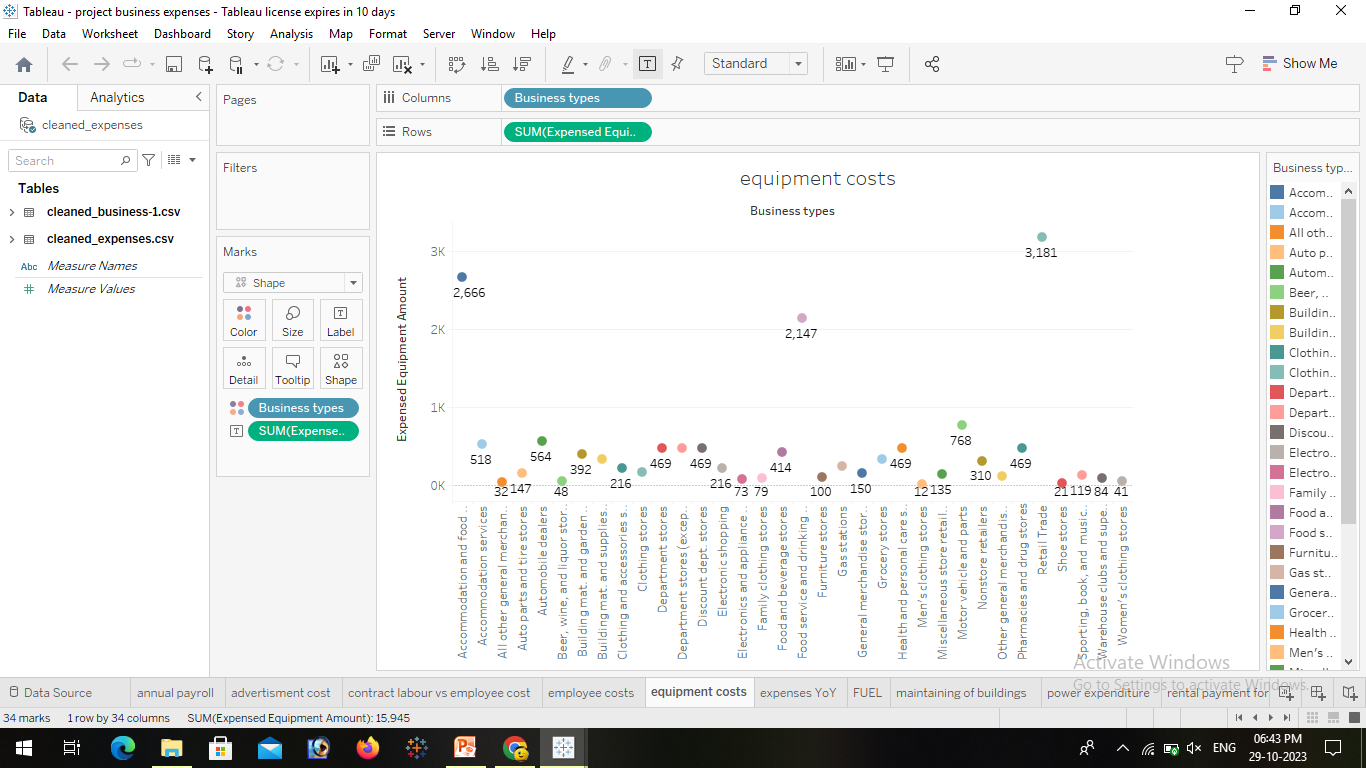 Tableau - project business expenses - Tableau license expires in 10 days
File Data Worksheet Dashboard Story Analysis Map Format Server Window Help
Standard
Show Me
Data
Analytics
cleaned_expenses
Search
Tables
cleaned_business-1.csv
cleaned_expenses.csv
Abc Measure Names
# Measure Values
Pages
Filters
Marks
Shape
Color Size Label
Detail Tooltip Shape
Business types
SUM(Expense..
Columns
Business types
Rows
SUM(Expensed Equi..
equipment costs
Business types
Expensed Equipment Amount
3K
2K
1K
0K
2,666
518
32
147
564
48
392
216
469
469
216
73
79
414
2,147
100
150
469
12
135
768
310
469
3,181
21
119
84
41
Accommodation and food ..
Accommodation services
All other general merchan..
Auto parts and tire stores
Automobile dealers
Beer, wine, and liquor stor..
Building mat. and garden ..
Building mat. and supplies..
Clothing and accessories s..
Clothing stores
Department stores
Department stores (excep..
Discount dept. stores
Electronic shopping
Electronics and appliance ..
Family clothing stores
Food and beverage stores
Food service and drinking ..
Furniture stores
Gas stations
General merchandise stor..
Grocery stores
Health and personal care s..
Men's clothing stores
Miscellaneous store retail..
Motor vehicle and parts
Nonstore retailers
Other general merchandis..
Pharmacies and drug stores
Retail Trade
Shoe stores
Sporting, book, and music..
Warehouse clubs and supe..
Women's clothing stores
Business typ...
Accom..
Accom..
All oth..
Auto p..
Autom..
Beer, ..
Buildin..
Buildin..
Clothin..
Clothin..
Depart..
Depart..
Discou..
Electro..
Electro..
Family ..
Food a..
Food s..
Furnitu..
Gas st..
Genera..
Grocer..
Health ..
Men's ..
Activate Windows
Go to Settings to activate Windows.
Data Source
annual payroll
advertisment cost
contract labour vs employee cost
employee costs
equipment costs
expenses YoY
FUEL
maintaining of buildings
power expenditure
rental payment for
34 marks 1 row by 34 columns SUM(Expensed Equipment Amount): 15,945
ENG
06:43 PM
29-10-2023